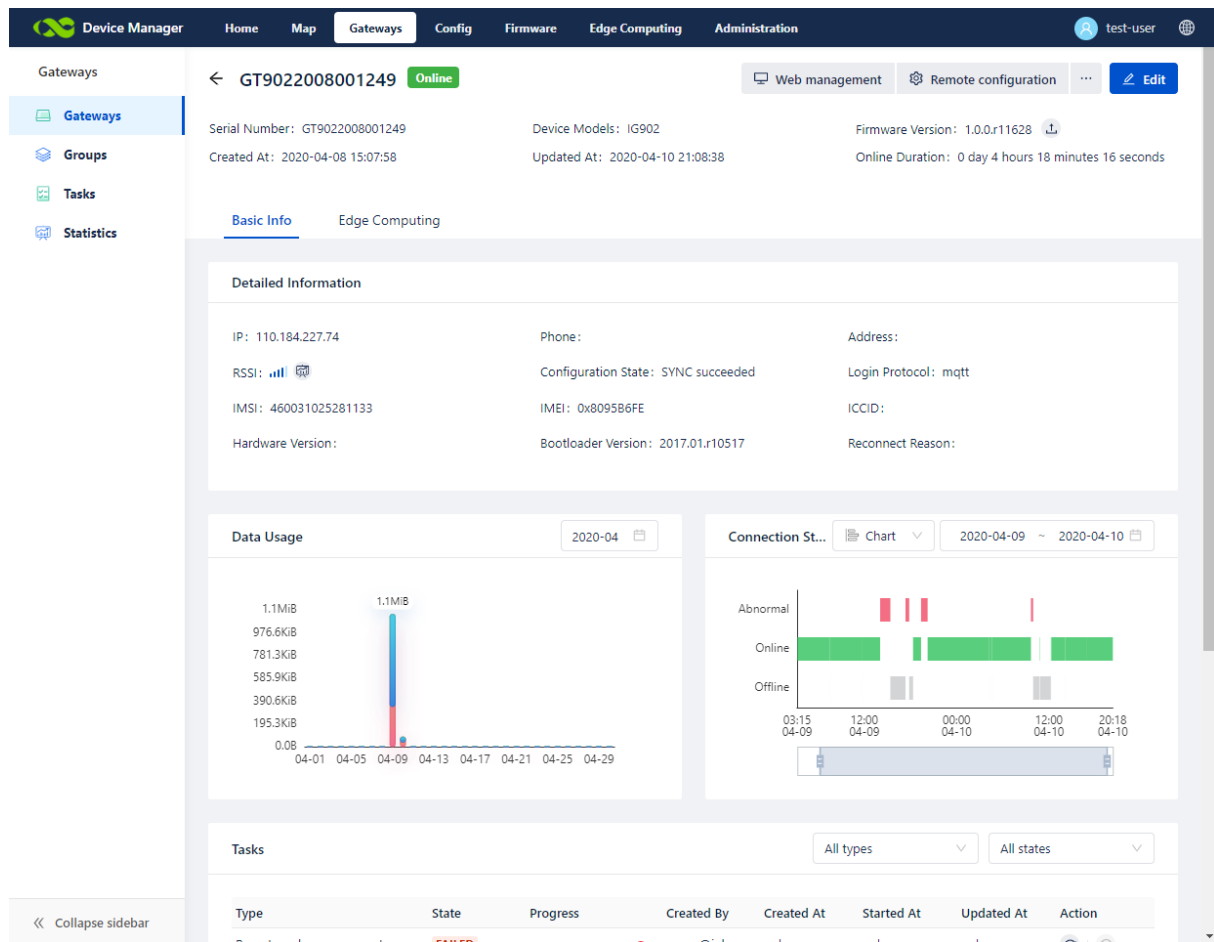 Device Manager Home Map Gateways Config Firmware Edge Computing Administration test-user
Gateways
Gateways
Groups
Tasks
Statistics
GT9022008001249 Online Web management Remote configuration ... Edit
Serial Number: GT9022008001249 Device Models: IG902 Firmware Version: 1.0.0.r11628
Created At: 2020-04-08 15:07:58 Updated At: 2020-04-10 21:08:38 Online Duration: 0 day 4 hours 18 minutes 16 seconds
Basic Info Edge Computing
Detailed Information
IP: 110.184.227.74 Phone: Address:
RSSI: Configuration State: SYNC succeeded Login Protocol: mqtt
IMSI: 460031025281133 IMEI: 0x8095B6FE ICCID:
Hardware Version: Bootloader Version: 2017.01.r10517 Reconnect Reason:
Data Usage 2020-04
1.1MiB
1.1MiB
976.6KiB
781.3KiB
585.9KiB
390.6KiB
195.3KiB
0.0B
04-01 04-05 04-09 04-13 04-17 04-21 04-25 04-29
Connection St... Chart 2020-04-09 ~ 2020-04-10
Abnormal
Online
Offline
03:15 12:00 00:00 12:00 20:18
04-09 04-09 04-10 04-10 04-10
Tasks All types All states
Type State Progress Created By Created At Started At Updated At Action
FAILED
Collapse sidebar